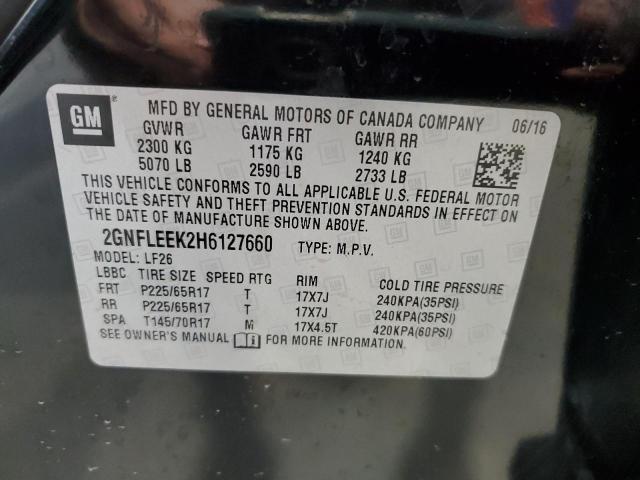 GM ® MFD BY GENERAL MOTORS OF CANADA COMPANY 06/16
GVWR GAWR FRT GAWR RR
2300 KG 1175 KG 1240 KG
5070 LB 2590 LB 2733 LB
THIS VEHICLE CONFORMS TO ALL APPLICABLE U.S. FEDERAL MOTOR
VEHICLE SAFETY AND THEFT PREVENTION STANDARDS IN EFFECT ON
THE DATE OF MANUFACTURE SHOWN ABOVE.
2GNFLEEK2H6127660 TYPE: M.P.V.
MODEL: LF26
LBBC TIRE SIZE SPEED RTG RIM COLD TIRE PRESSURE
FRT P225/65R17 T 17X7J 240KPA(35PSI)
RR P225/65R17 T 17X7J 240KPA(35PSI)
SPA T145/70R17 M 17X4.5T 420KPA(60PSI)
SEE OWNER'S MANUAL FOR MORE INFORMATION.